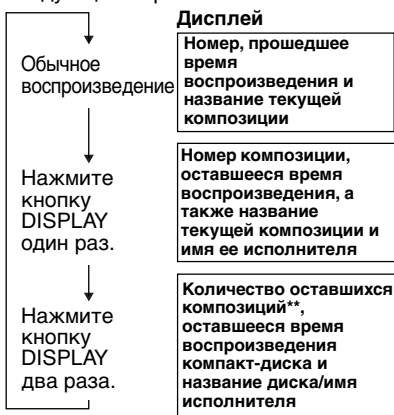 Дисплей
Обычное
воспроизведение
Номер, прошедшее
время
воспроизведения и
название текущей
композиции
Нажмите
кнопку
DISPLAY
один раз.
Номер композиции,
оставшееся время
воспроизведения, а
также название
текущей композиции и
имя ее исполнителя
Нажмите
кнопку
DISPLAY
два раза.
Количество оставшихся
композиций**,
оставшееся время
воспроизведения
компакт-диска и
название диска/имя
исполнителя